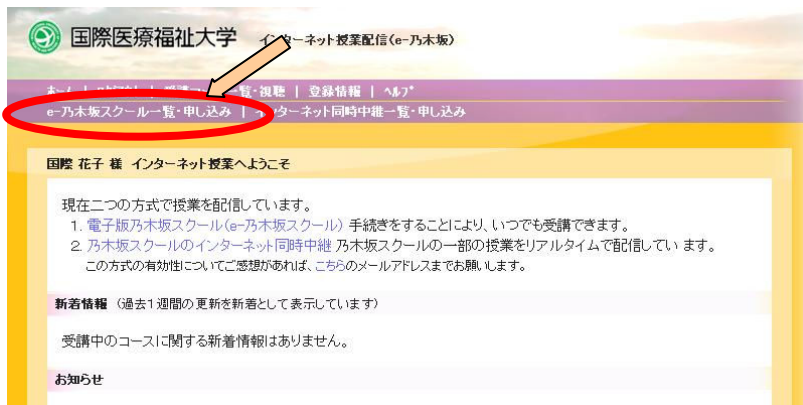 国際医療福祉大学 インターネット授業配信(e-乃木坂)
覧・視聴 | 登録情報 | ヘルプ
e-乃木坂スクール一覧・申し込み | インターネット同時中継一覧・申し込み
国際 花子 様 インターネット授業へようこそ
現在二つの方式で授業を配信しています。
1. 電子版乃木坂スクール(e-乃木坂スクール) 手続きをすることにより、いつでも受講できます。
2. 乃木坂スクールのインターネット同時中継 乃木坂スクールの一部の授業をリアルタイムで配信してい ます。
この方式の有効性についてご感想があれば、こちらのメールアドレスまでお願いします。
新着情報 (過去1週間の更新を新着として表示しています)
受講中のコースに関する新着情報はありません。
お知らせ